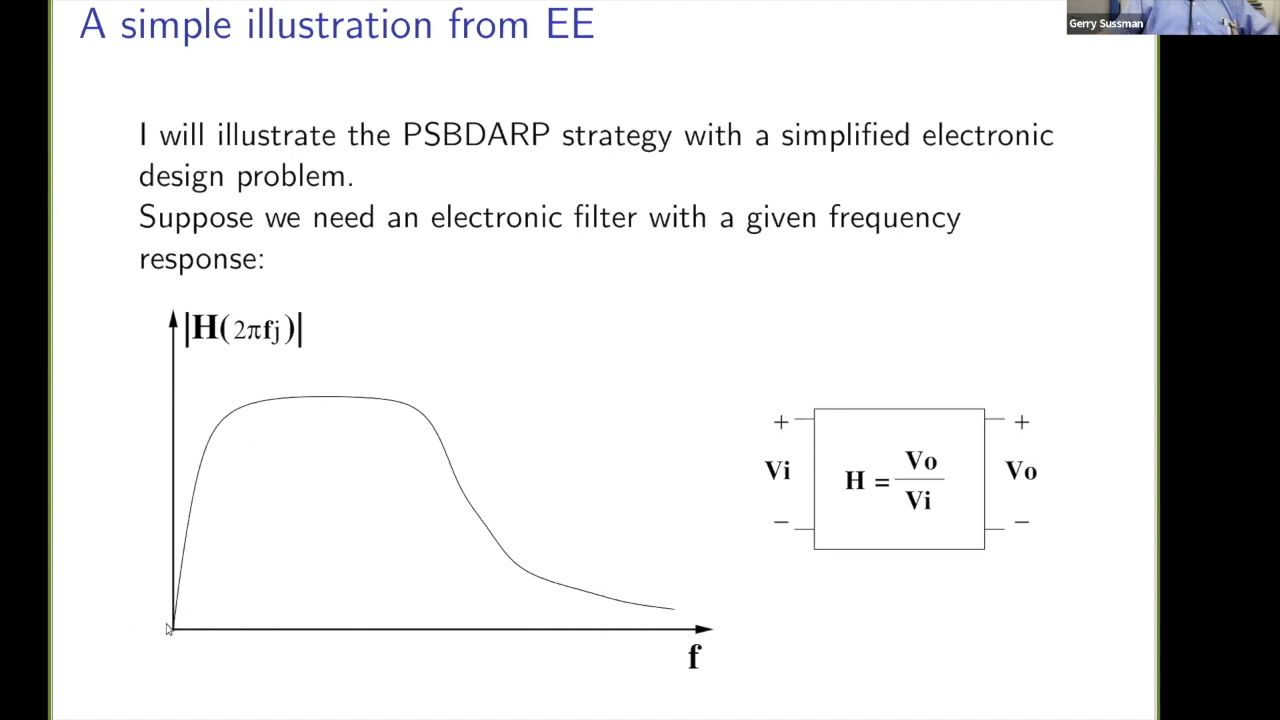 A simple illustration from EE
Gerry Sussman
I will illustrate the PSBDARP strategy with a simplified electronic
design problem.
Suppose we need an electronic filter with a given frequency
response:
|H(2πfj)|
f
+ +
Vi H = Vo/Vi Vo
− −